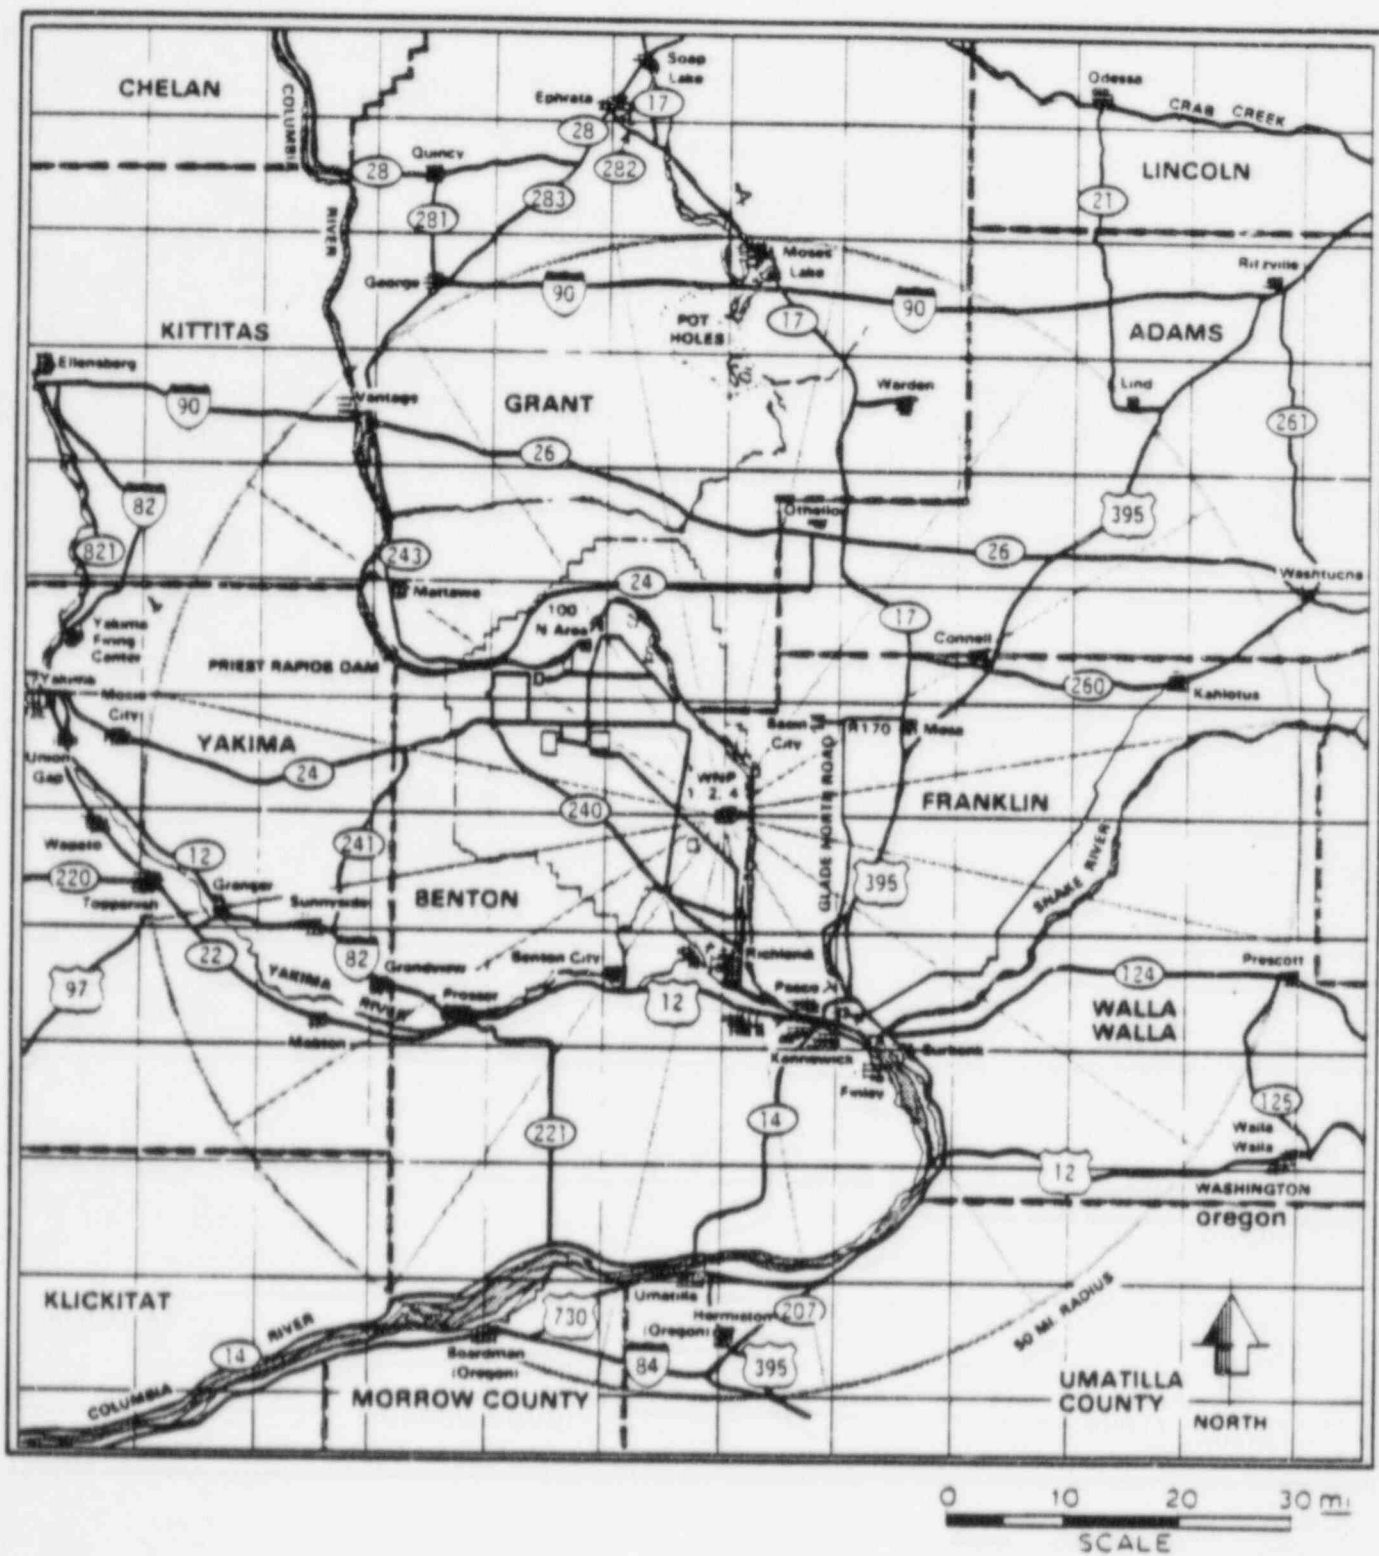 Soap
Lake
Odessa
CHELAN
COLUMBIA
Ephrata
17
CRAB CREEK
28
Quincy
282
LINCOLN
28
283
21
281
RIVER
Moses
Lake
Ritzville
George
90
90
17
POT
HOLES
KITTITAS
ADAMS
Ellensberg
Lind
Warden
90
Vantage
GRANT
261
26
82
395
Othello
821
243
26
24
Washtucna
Mattawa
100
N Area
17
Yakima
Firing
Center
Connell
PRIEST RAPIDS DAM
Yakima
260
Kahlotus
Moxie
City
Basin
City
R170
Mesa
YAKIMA
Union
Gap
24
WNP
1 2, 4
FRANKLIN
240
GLADE NORTH ROAD
241
Wapato
12
SNAKE RIVER
220
Granger
395
Toppenish
Sunnyside
BENTON
22
82
Grandview
Benton City
Richland
Prescott
97
YAKIMA
RIVER
Prosser
12
Pasco
124
WALLA
WALLA
Mabton
Kennewick
Burbank
Finley
125
221
14
Walla
Walla
12
WASHINGTON
oregon
KLICKITAT
Umatilla
730
Hermiston
(Oregon)
207
50 MI. RADIUS
RIVER
14
Boardman
(Oregon)
84
395
COLUMBIA
MORROW COUNTY
UMATILLA
COUNTY
NORTH
0 10 20 30 mi
SCALE